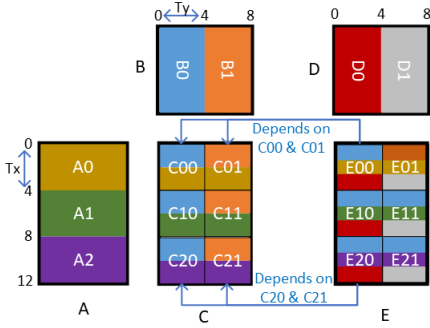 Ty
0 4 8 0 4 8
B B0 B1 D D0 D1
Depends on
C00 & C01
0
Tx
4
8
12
A0
A1
A2
C00 C01
C10 C11
C20 C21
E00 E01
E10 E11
E20 E21
Depends on
C20 & C21
A C E